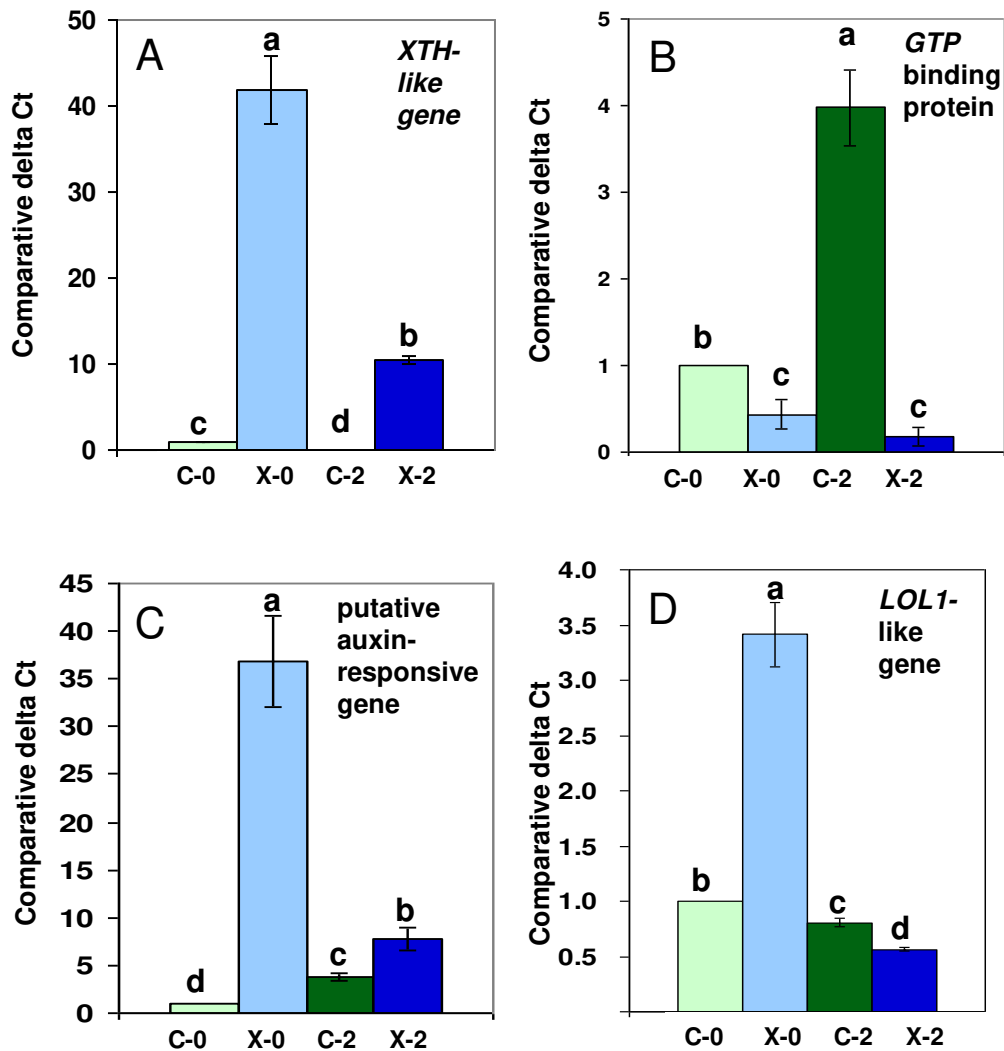 A
XTH-
like
gene
Comparative delta Ct
50
40
30
20
10
0
a
b
c
d
C-0 X-0 C-2 X-2
B
GTP
binding
protein
Comparative delta Ct
5
4
3
2
1
1
0
a
b
c
c
C-0 X-0 C-2 X-2
C
putative
auxin-
responsive
gene
Comparative delta Ct
45
40
35
30
25
20
15
10
5
0
a
b
c
d
C-0 X-0 C-2 X-2
D
LOL1-
like
gene
Comparative delta Ct
4.0
3.5
3.0
2.5
2.0
1.5
1.0
0.5
a
b
c
d
C-0 X-0 C-2 X-2